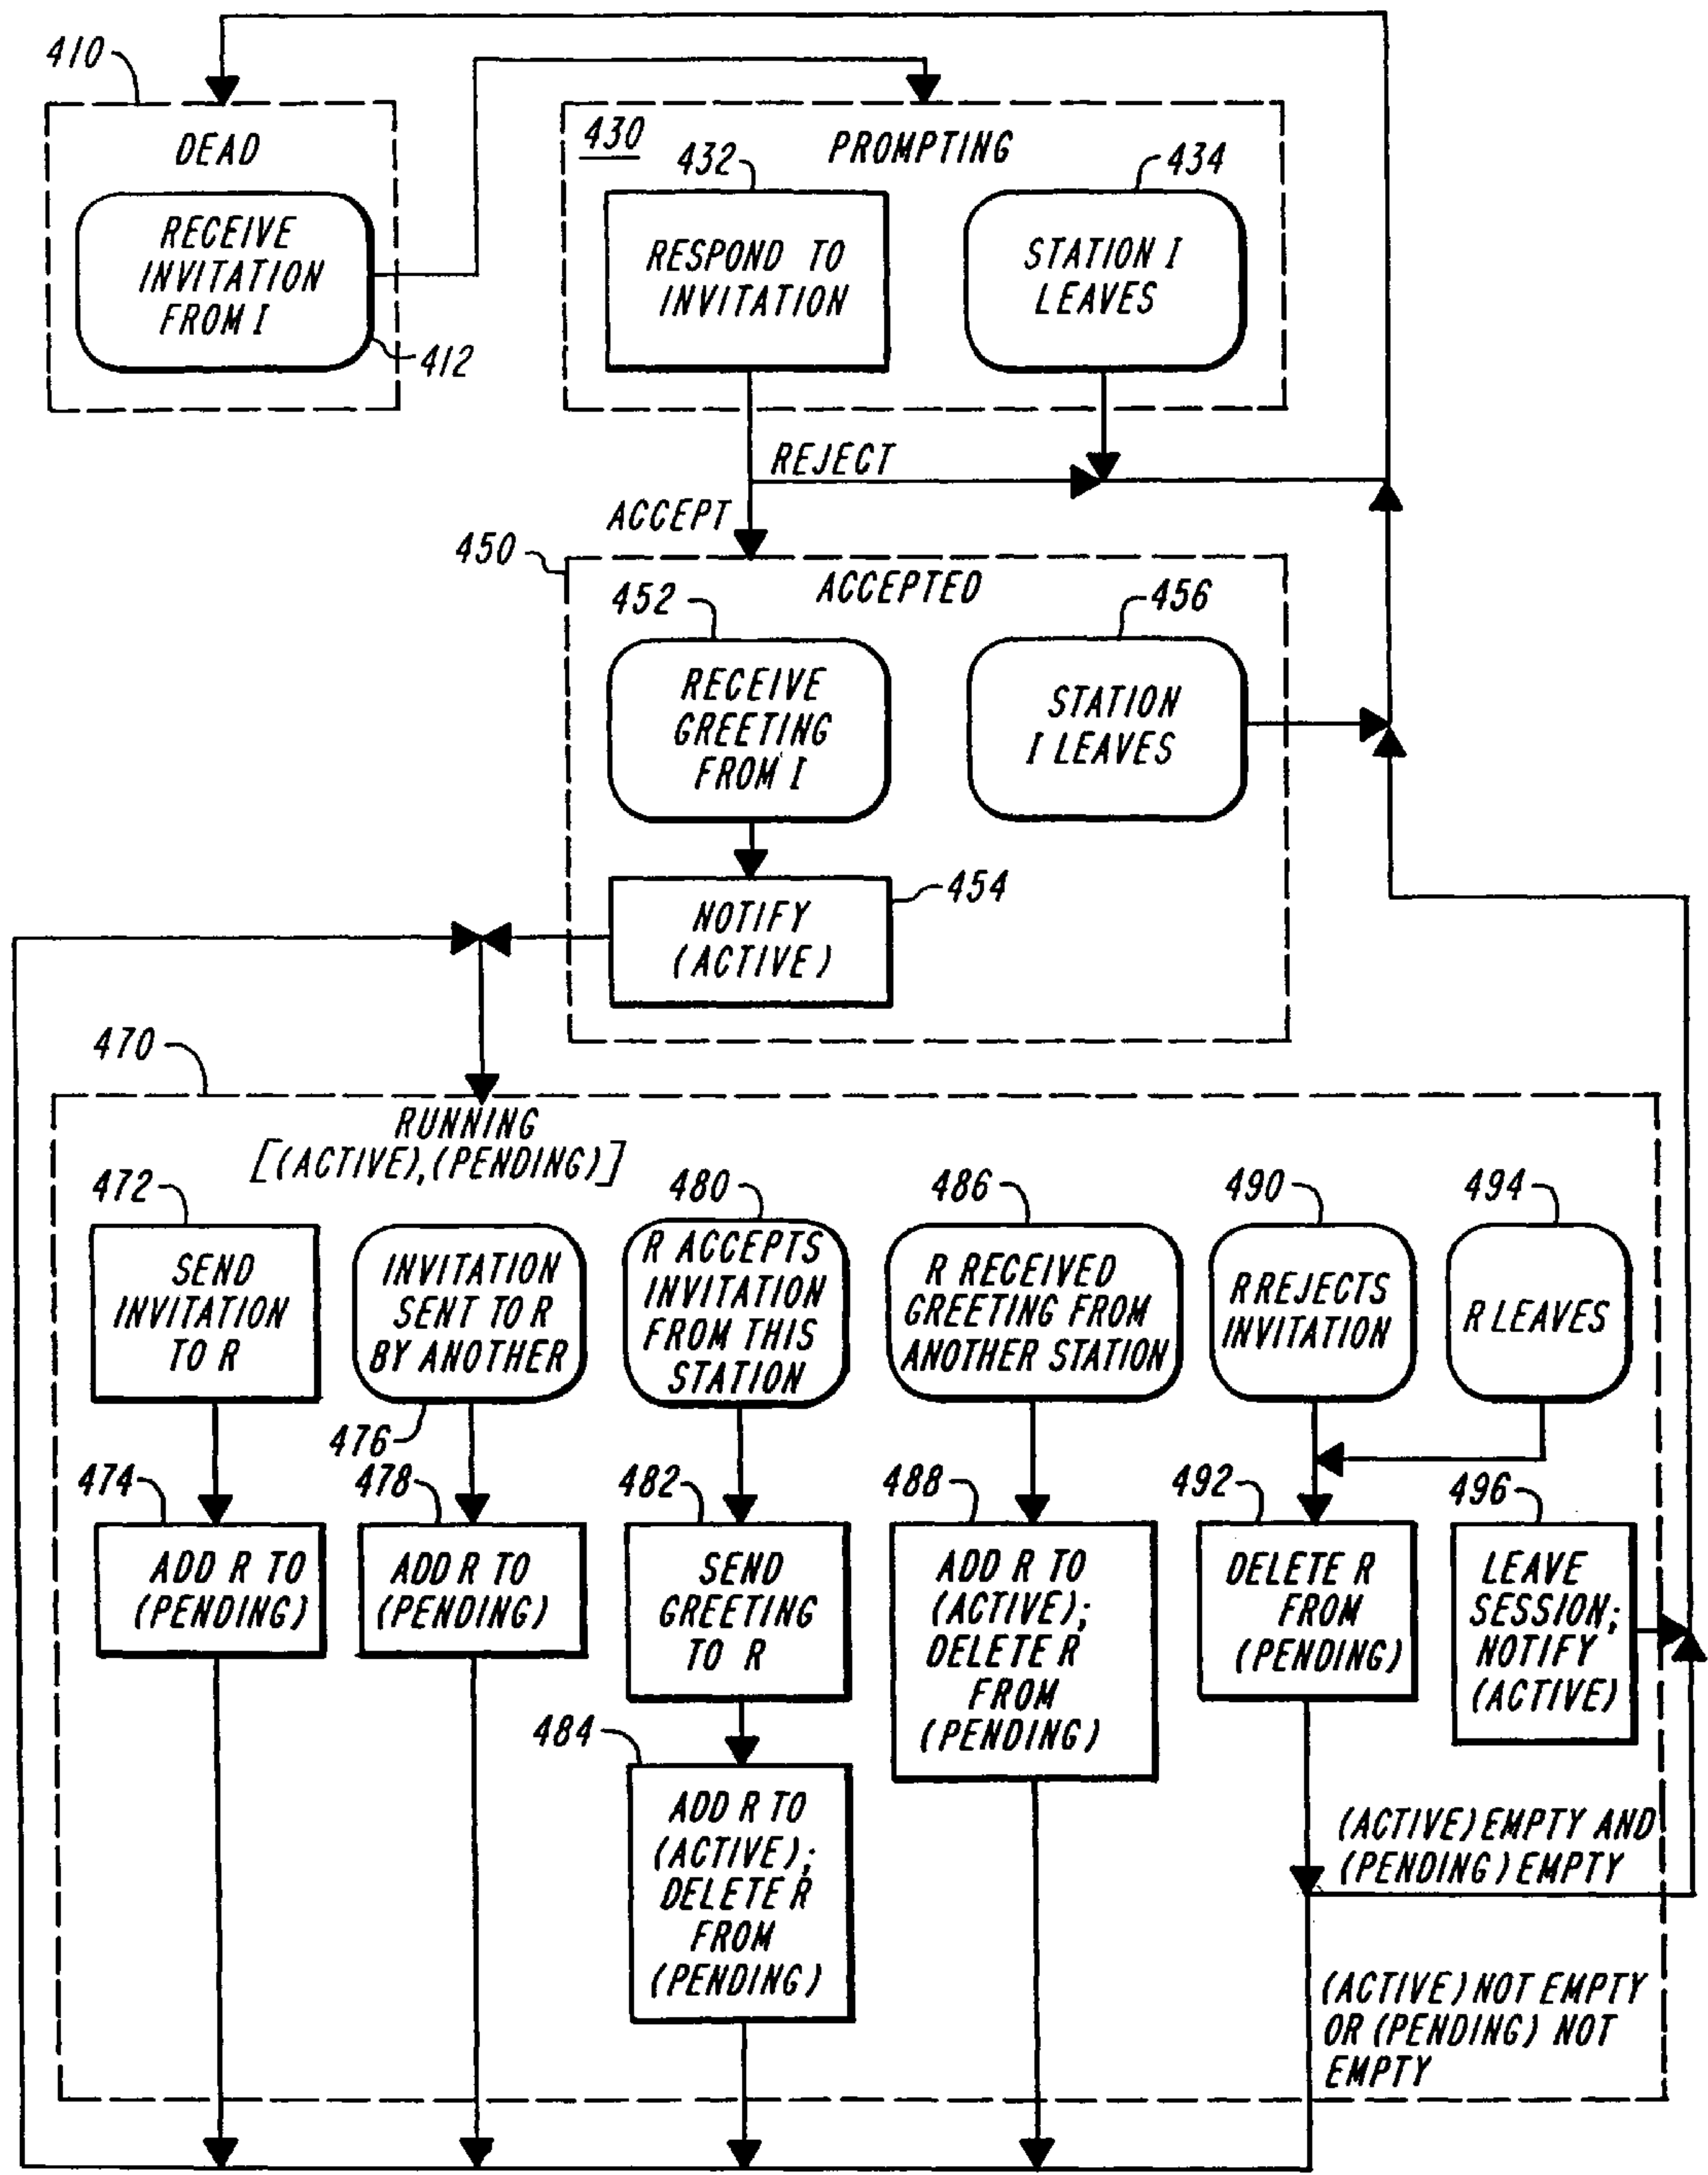 410
DEAD
RECEIVE
INVITATION
FROM I
412
430
PROMPTING
432
RESPOND TO
INVITATION
434
STATION I
LEAVES
REJECT
ACCEPT
450
ACCEPTED
452
RECEIVE
GREETING
FROM I
456
STATION
I LEAVES
454
NOTIFY
(ACTIVE)
470
RUNNING
[(ACTIVE),(PENDING)]
472
SEND
INVITATION
TO R
INVITATION
SENT TO R
BY ANOTHER
476
480
R ACCEPTS
INVITATION
FROM THIS
STATION
486
R RECEIVED
GREETING FROM
ANOTHER STATION
490
R REJECTS
INVITATION
494
R LEAVES
474
ADD R TO
(PENDING)
478
ADD R TO
(PENDING)
482
SEND
GREETING
TO R
488
ADD R TO
(ACTIVE);
DELETE R
FROM
(PENDING)
492
DELETE R
FROM
(PENDING)
496
LEAVE
SESSION;
NOTIFY
(ACTIVE)
484
ADD R TO
(ACTIVE);
DELETE R
FROM
(PENDING)
(ACTIVE) EMPTY AND
(PENDING) EMPTY
(ACTIVE) NOT EMPTY
OR (PENDING) NOT
EMPTY